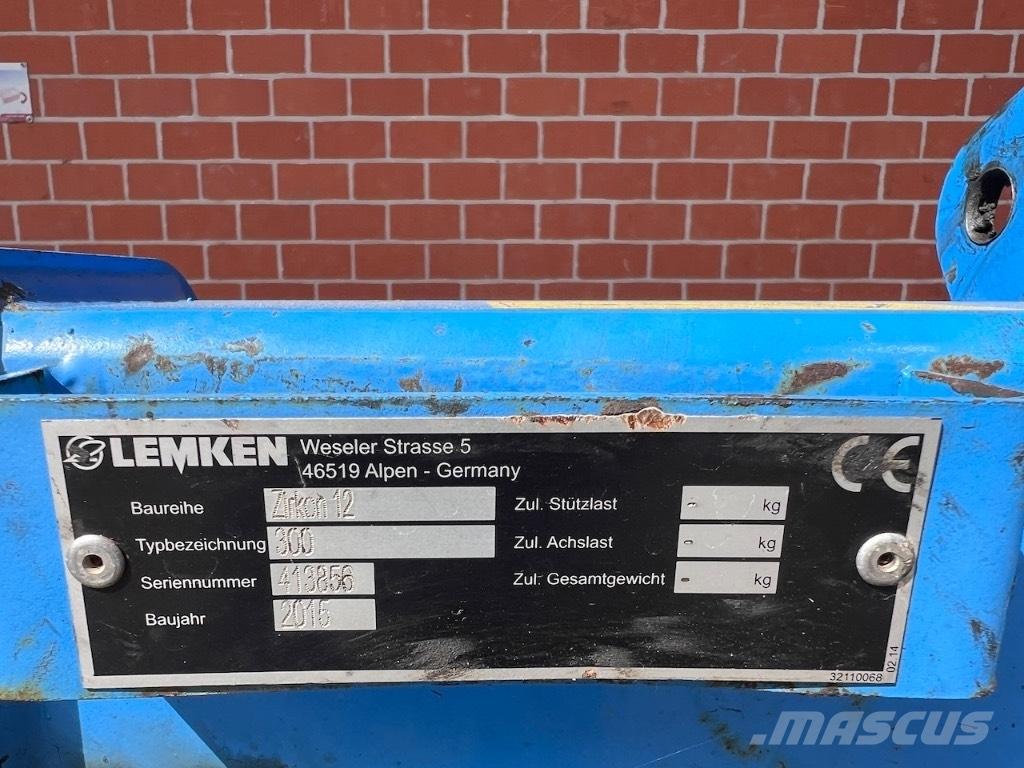 LEMKEN Weseler Strasse 5
46519 Alpen - Germany
CE
Baureihe Zirkon 12 Zul. Stützlast - kg
Typbezeichnung 300 Zul. Achslast - kg
Seriennummer 413856 Zul. Gesamtgewicht - kg
Baujahr 2015
32110068 02.14
MASCUS